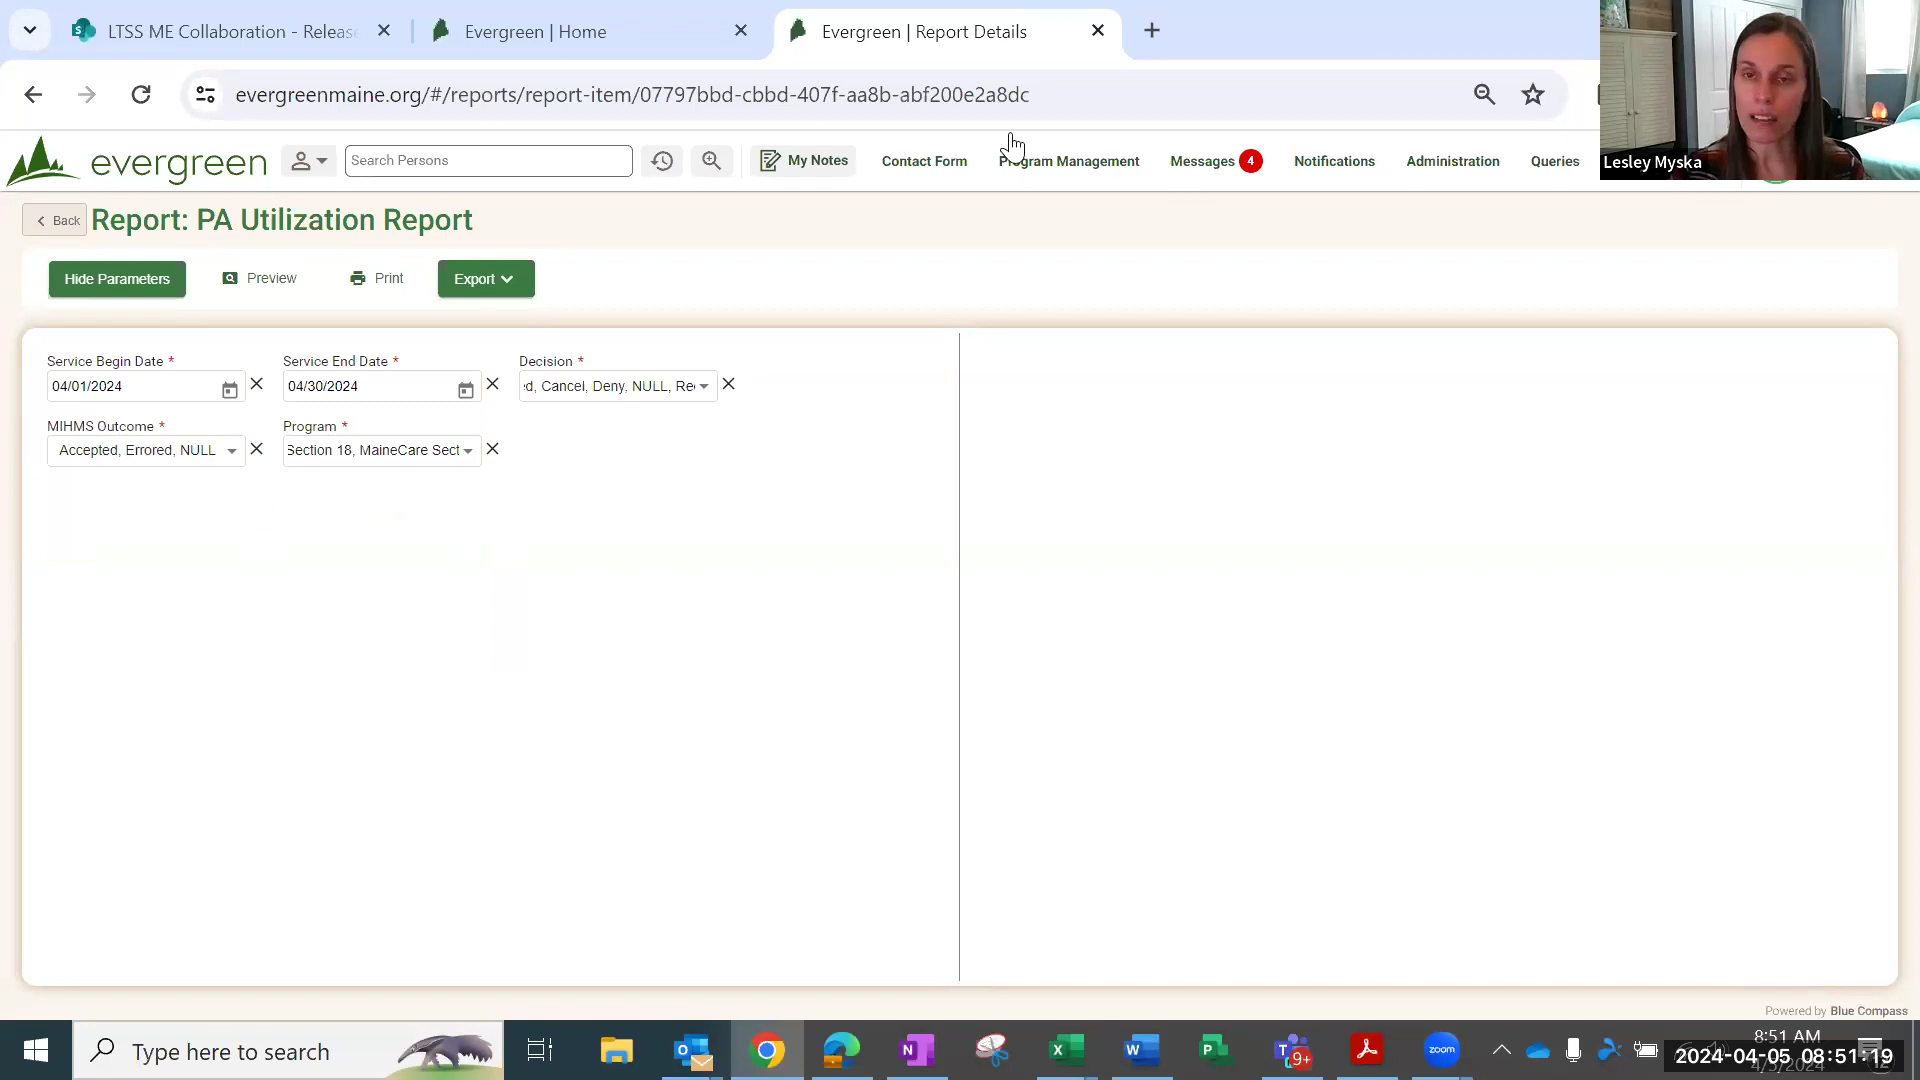 LTSS ME Collaboration - Release
Evergreen | Home
Evergreen | Report Details
evergreenmaine.org/#/reports/report-item/07797bbd-cbbd-407f-aa8b-abf200e2a8dc
evergreen
Search Persons
My Notes
Contact Form
Program Management
Messages 4
Notifications
Administration
Queries
Lesley Myska
Back
Report: PA Utilization Report
Hide Parameters
Preview
Print
Export
Service Begin Date *
Service End Date *
Decision *
04/01/2024
04/30/2024
d, Cancel, Deny, NULL, Re
MIHMS Outcome *
Program *
Accepted, Errored, NULL
Section 18, MaineCare Sect
Powered by Blue Compass
Type here to search
9+
zoom
8:51 AM
2024-04-05 08:51:19